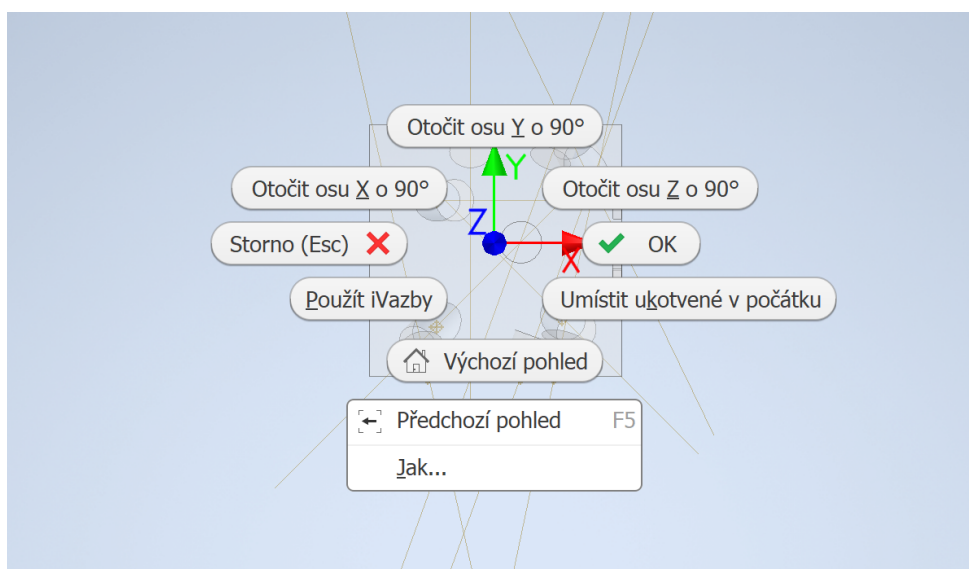 Otočit osu Y o 90°
Y
Otočit osu X o 90°
Otočit osu Z o 90°
Z
Storno (Esc)
OK
X
Použít iVazby
Umístit ukotvené v počátku
Výchozí pohled
Předchozí pohled F5
Jak...